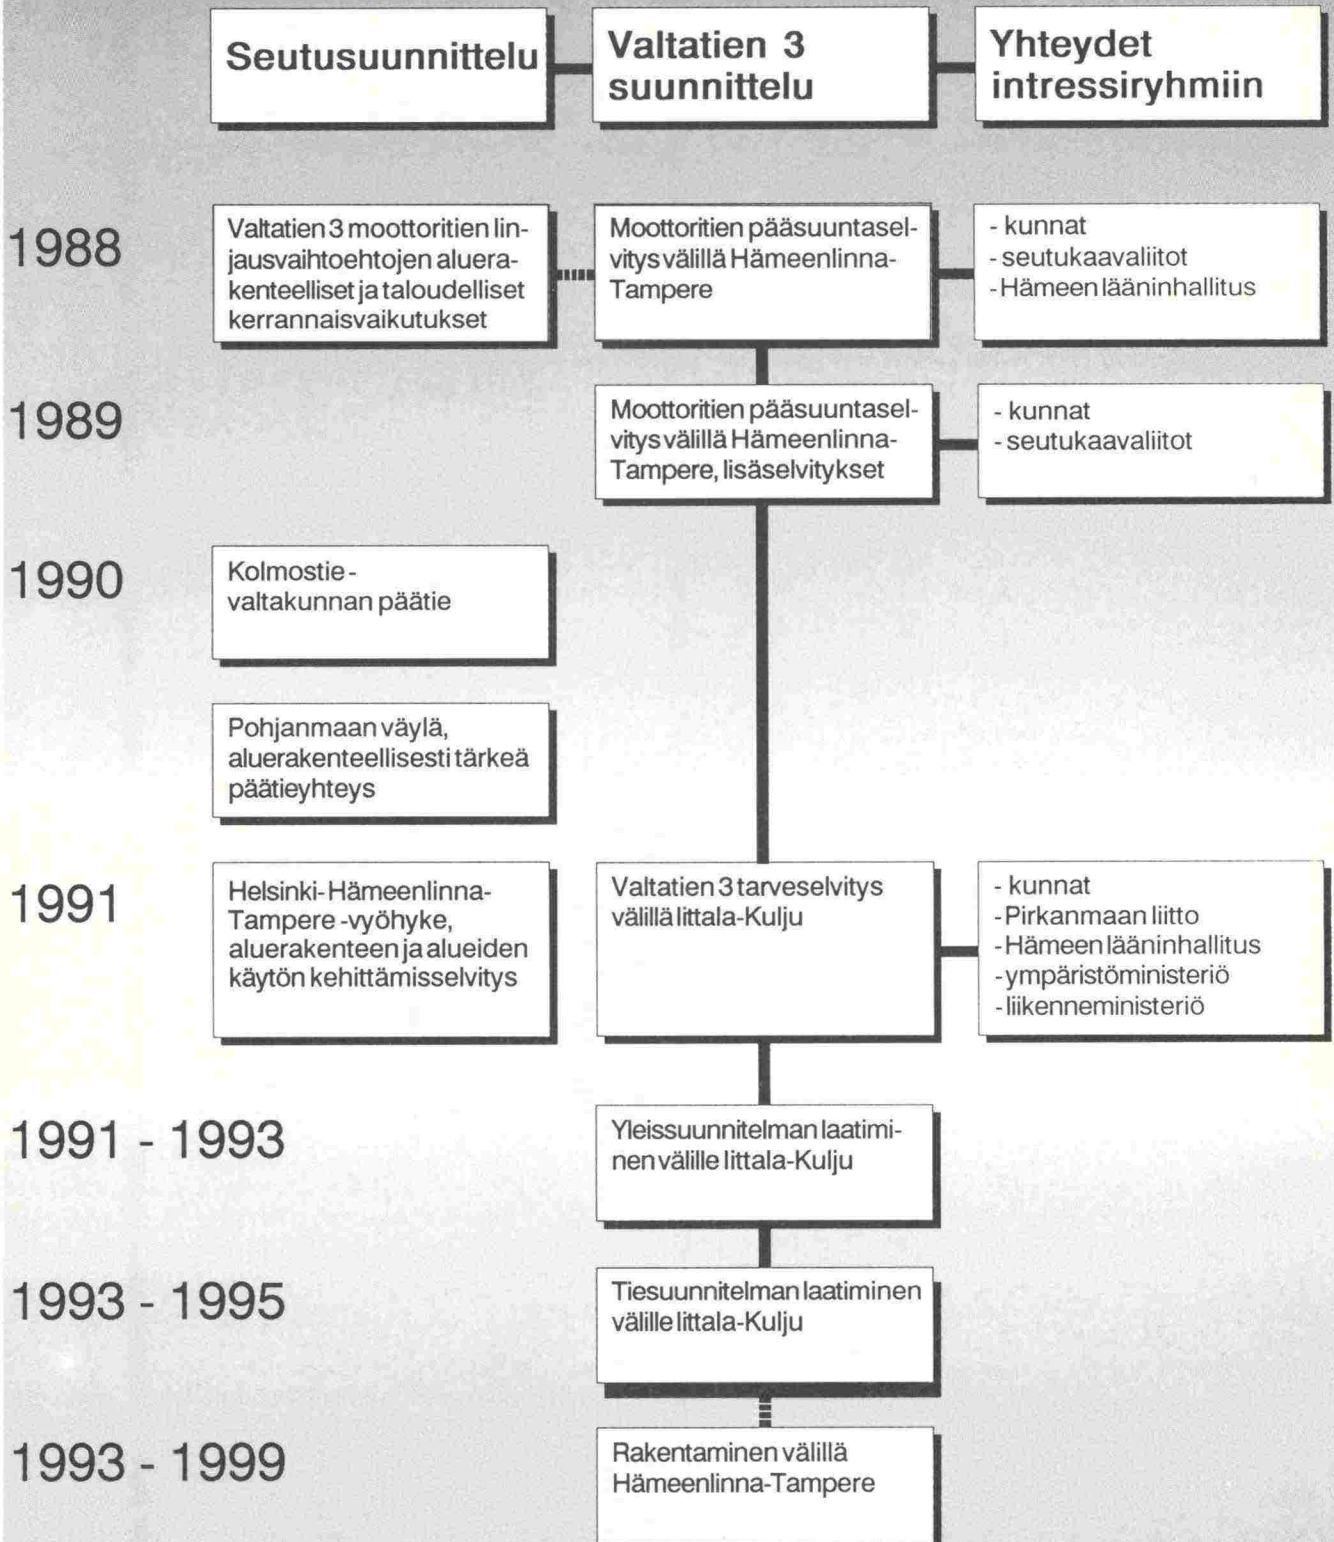 Seutusuunnittelu
Valtatien 3
suunnittelu
Yhteydet
intressiryhmiin
1988
Valtatien 3 moottoritien lin-
jausvaihtoehtojen aluera-
kenteelliset ja taloudelliset
kerrannaisvaikutukset
Moottoritien pääsuuntasel-
vitys välillä Hämeenlinna-
Tampere
- kunnat
- seutukaavaliitot
- Hämeen lääninhallitus
1989
Moottoritien pääsuuntasel-
vitys välillä Hämeenlinna-
Tampere, lisäselvitykset
- kunnat
- seutukaavaliitot
1990
Kolmostie -
valtakunnan päätie
Pohjanmaan väylä,
aluerakenteellisesti tärkeä
päätieyhteys
1991
Helsinki-Hämeenlinna-
Tampere -vyöhyke,
aluerakenteen ja alueiden
käytön kehittämisselvitys
Valtatien 3 tarveselvitys
välillä Iittala-Kulju
- kunnat
- Pirkanmaan liitto
- Hämeen lääninhallitus
- ympäristöministeriö
- liikenneministeriö
1991 - 1993
Yleissuunnitelman laatimi-
nen välille Iittala-Kulju
1993 - 1995
Tiesuunnitelman laatiminen
välille Iittala-Kulju
1993 - 1999
Rakentaminen välillä
Hämeenlinna-Tampere